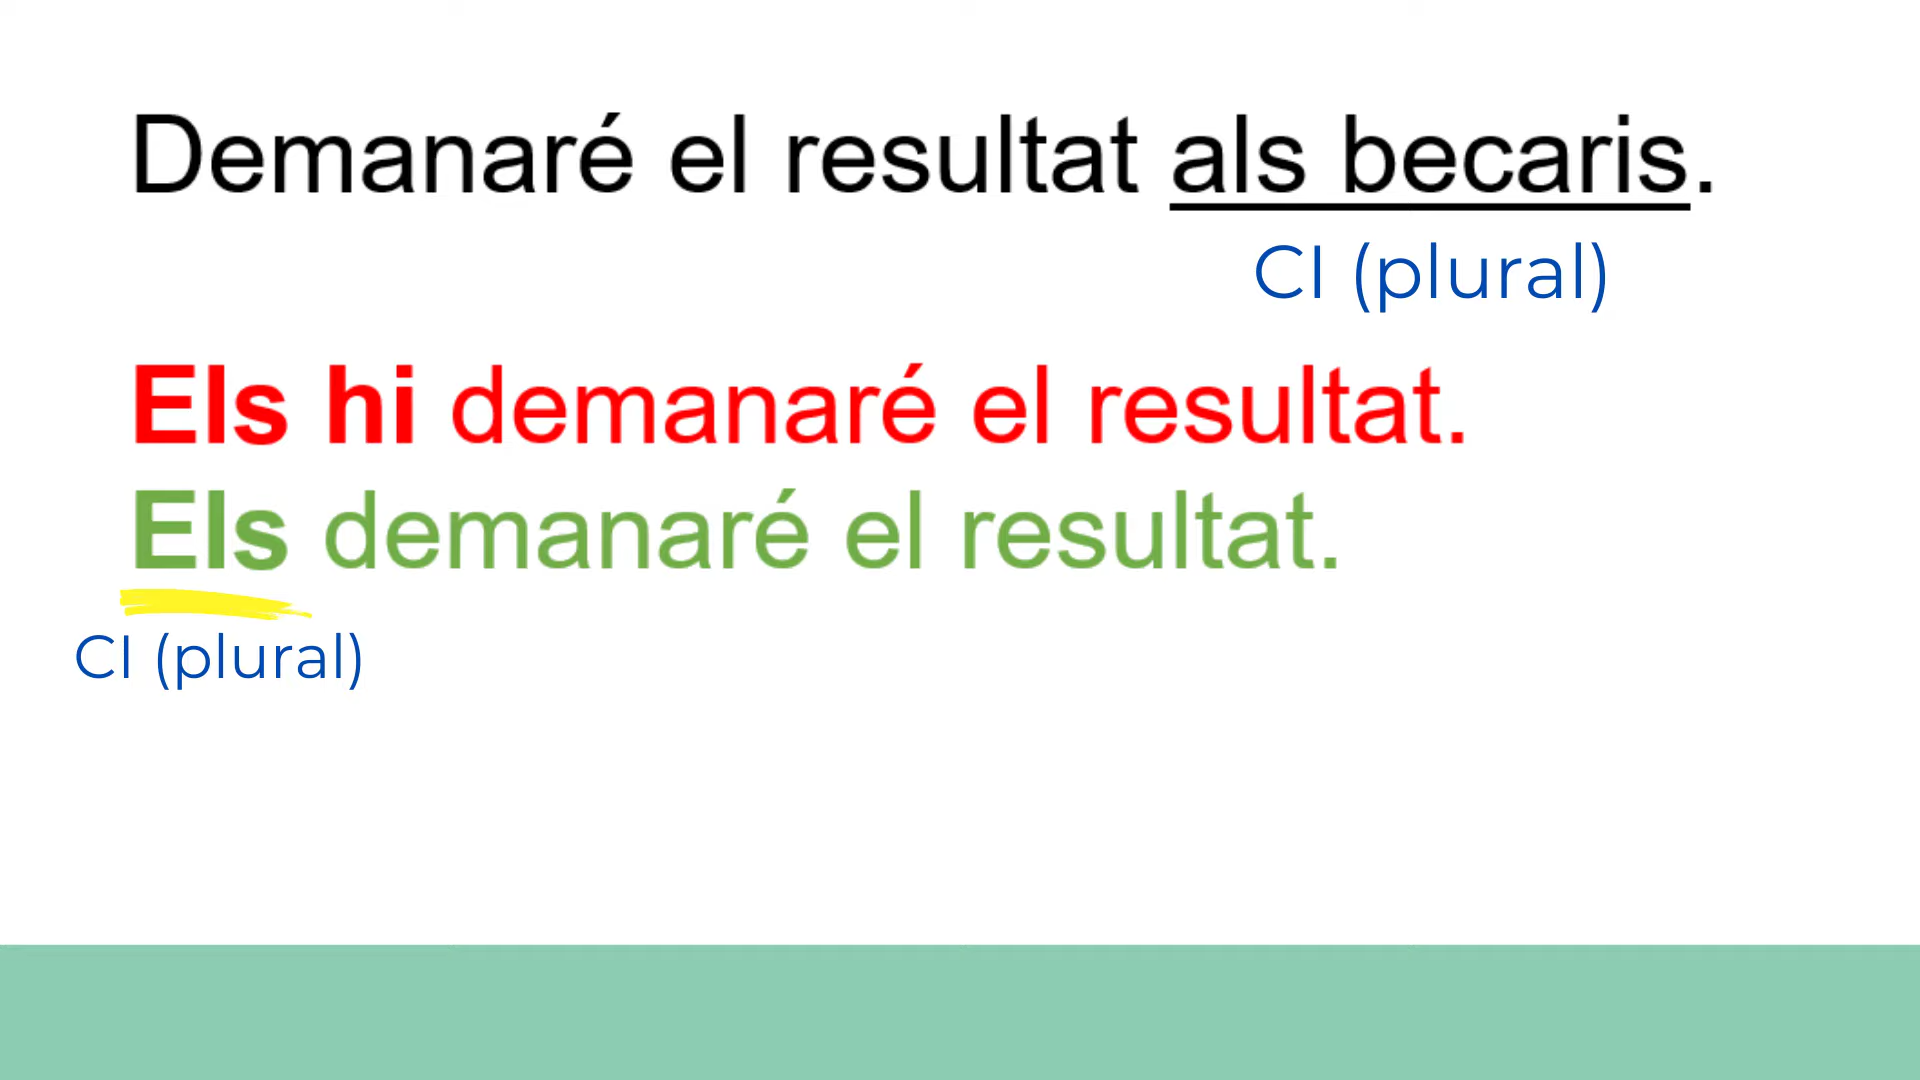 Demanaré el resultat als becaris.
CI (plural)
Els hi demanaré el resultat.
Els demanaré el resultat.
CI (plural)